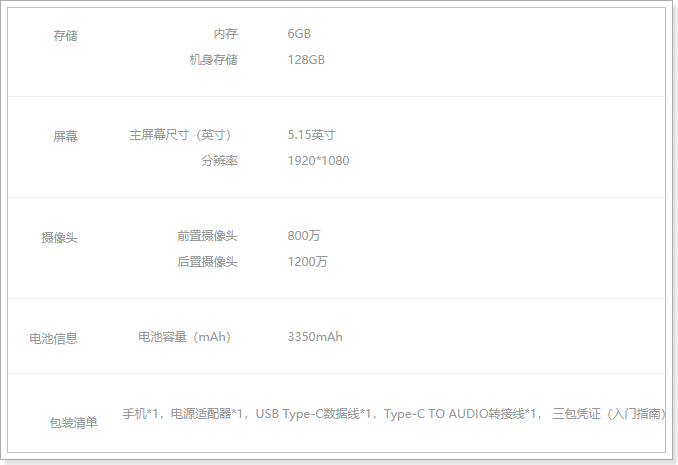 存储 内存 6GB
机身存储 128GB
屏幕 主屏幕尺寸（英寸） 5.15英寸
分辨率 1920*1080
摄像头 前置摄像头 800万
后置摄像头 1200万
电池信息 电池容量（mAh） 3350mAh
包装清单 手机*1，电源适配器*1，USB Type-C数据线*1，Type-C TO AUDIO转接线*1， 三包凭证（入门指南）